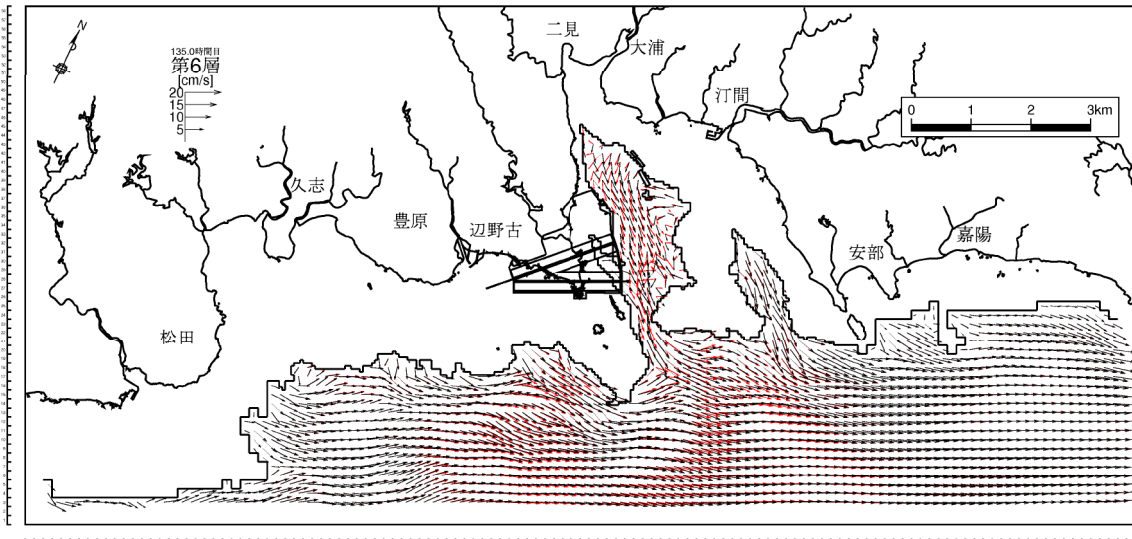 N
135.0時間目
第6層
[cm/s]
20
15
10
5
二見
大浦
汀間
0 1 2 3km
久志
豊原
辺野古
安部
嘉陽
松田